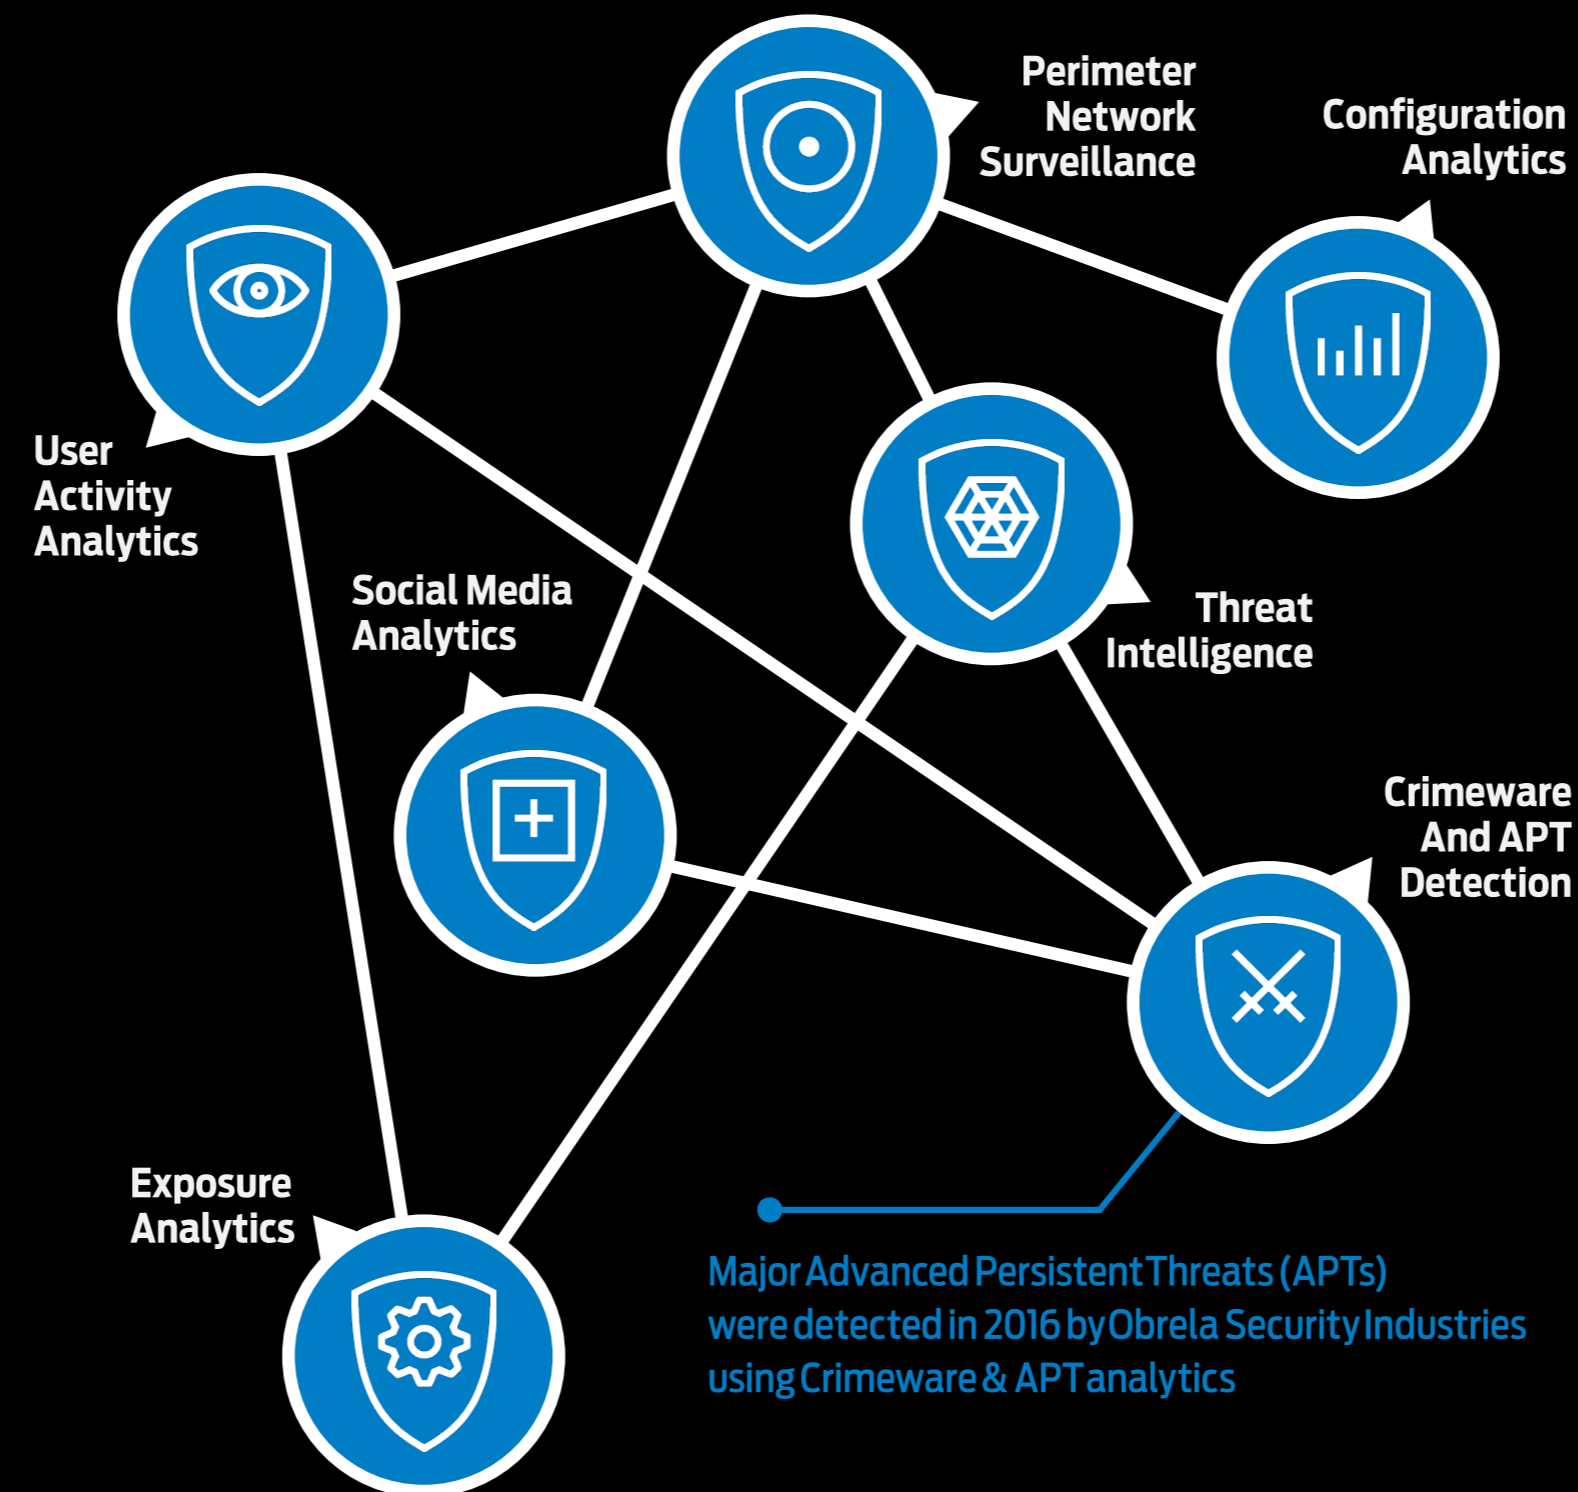 Perimeter
Network
Surveillance
Configuration
Analytics
User
Activity
Analytics
Social Media
Analytics
Threat
Intelligence
Crimeware
And APT
Detection
Exposure
Analytics
Major Advanced Persistent Threats (APTs)
were detected in 2016 by Obrela Security Industries
using Crimeware & APT analytics